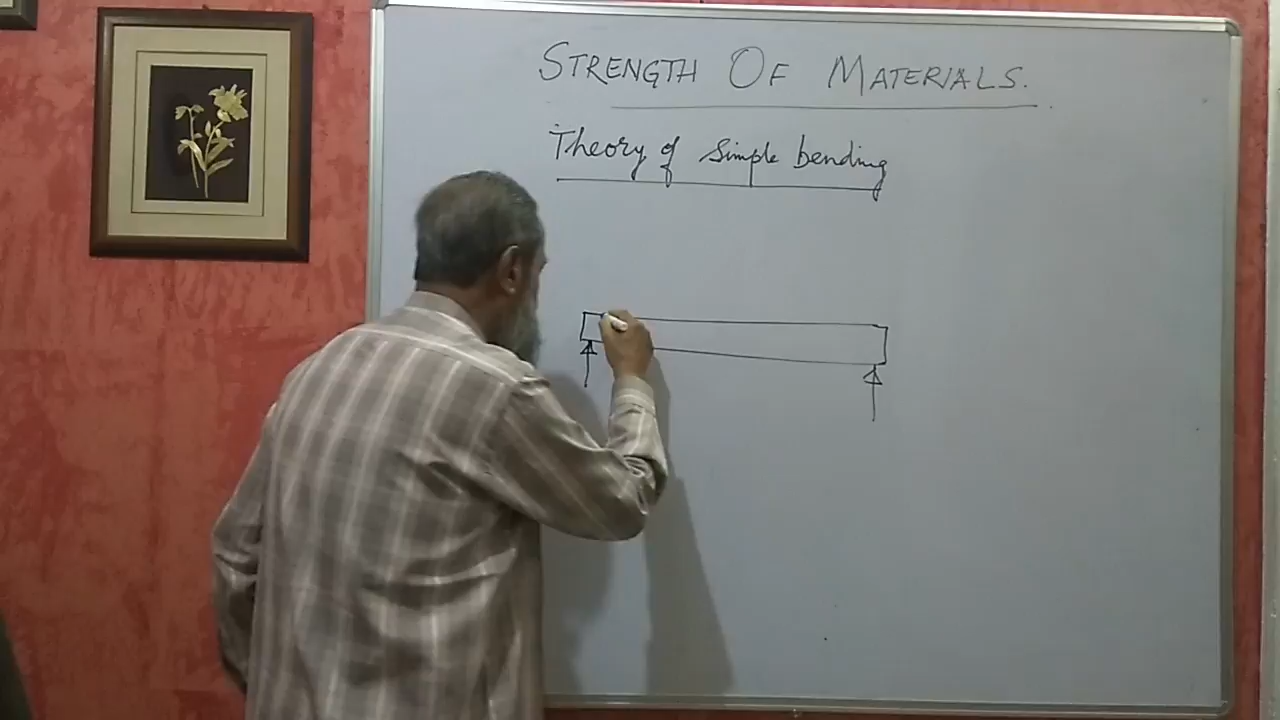 STRENGTH OF MATERIALS.
Theory of simple bending